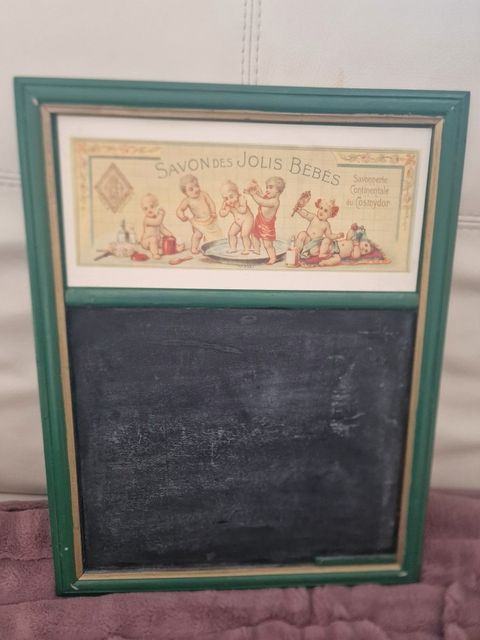 SAVON DES JOLIS BÉBÉS
Savonnerie
Continentale
du Cosmydor